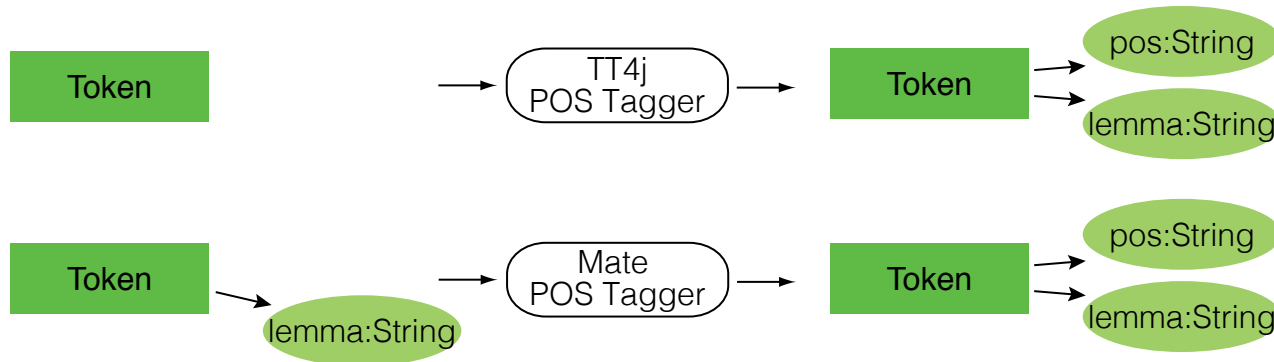 Token
TT4j
POS Tagger
Token
pos:String
lemma:String
Token
lemma:String
Mate
POS Tagger
Token
pos:String
lemma:String